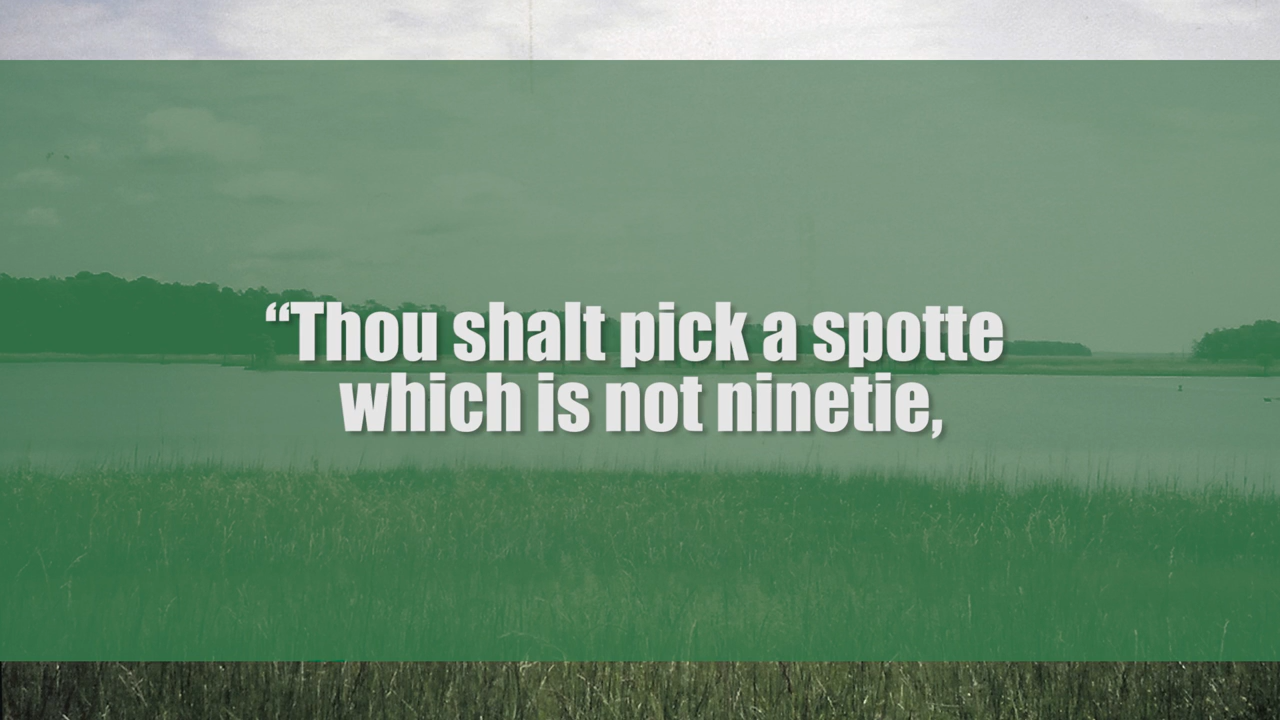 “Thou shalt pick a spotte
which is not ninetie,